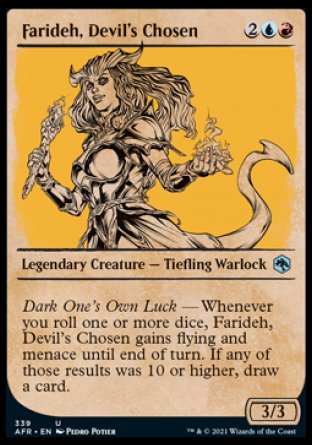 Farideh, Devil's Chosen 2
Legendary Creature — Tiefling Warlock
Dark One's Own Luck — Whenever
you roll one or more dice, Farideh,
Devil's Chosen gains flying and
menace until end of turn. If any of
those results was 10 or higher, draw
a card.
3/3
339 U
AFR • EN Pedro Potier
™ & © 2021 Wizards of the Coast